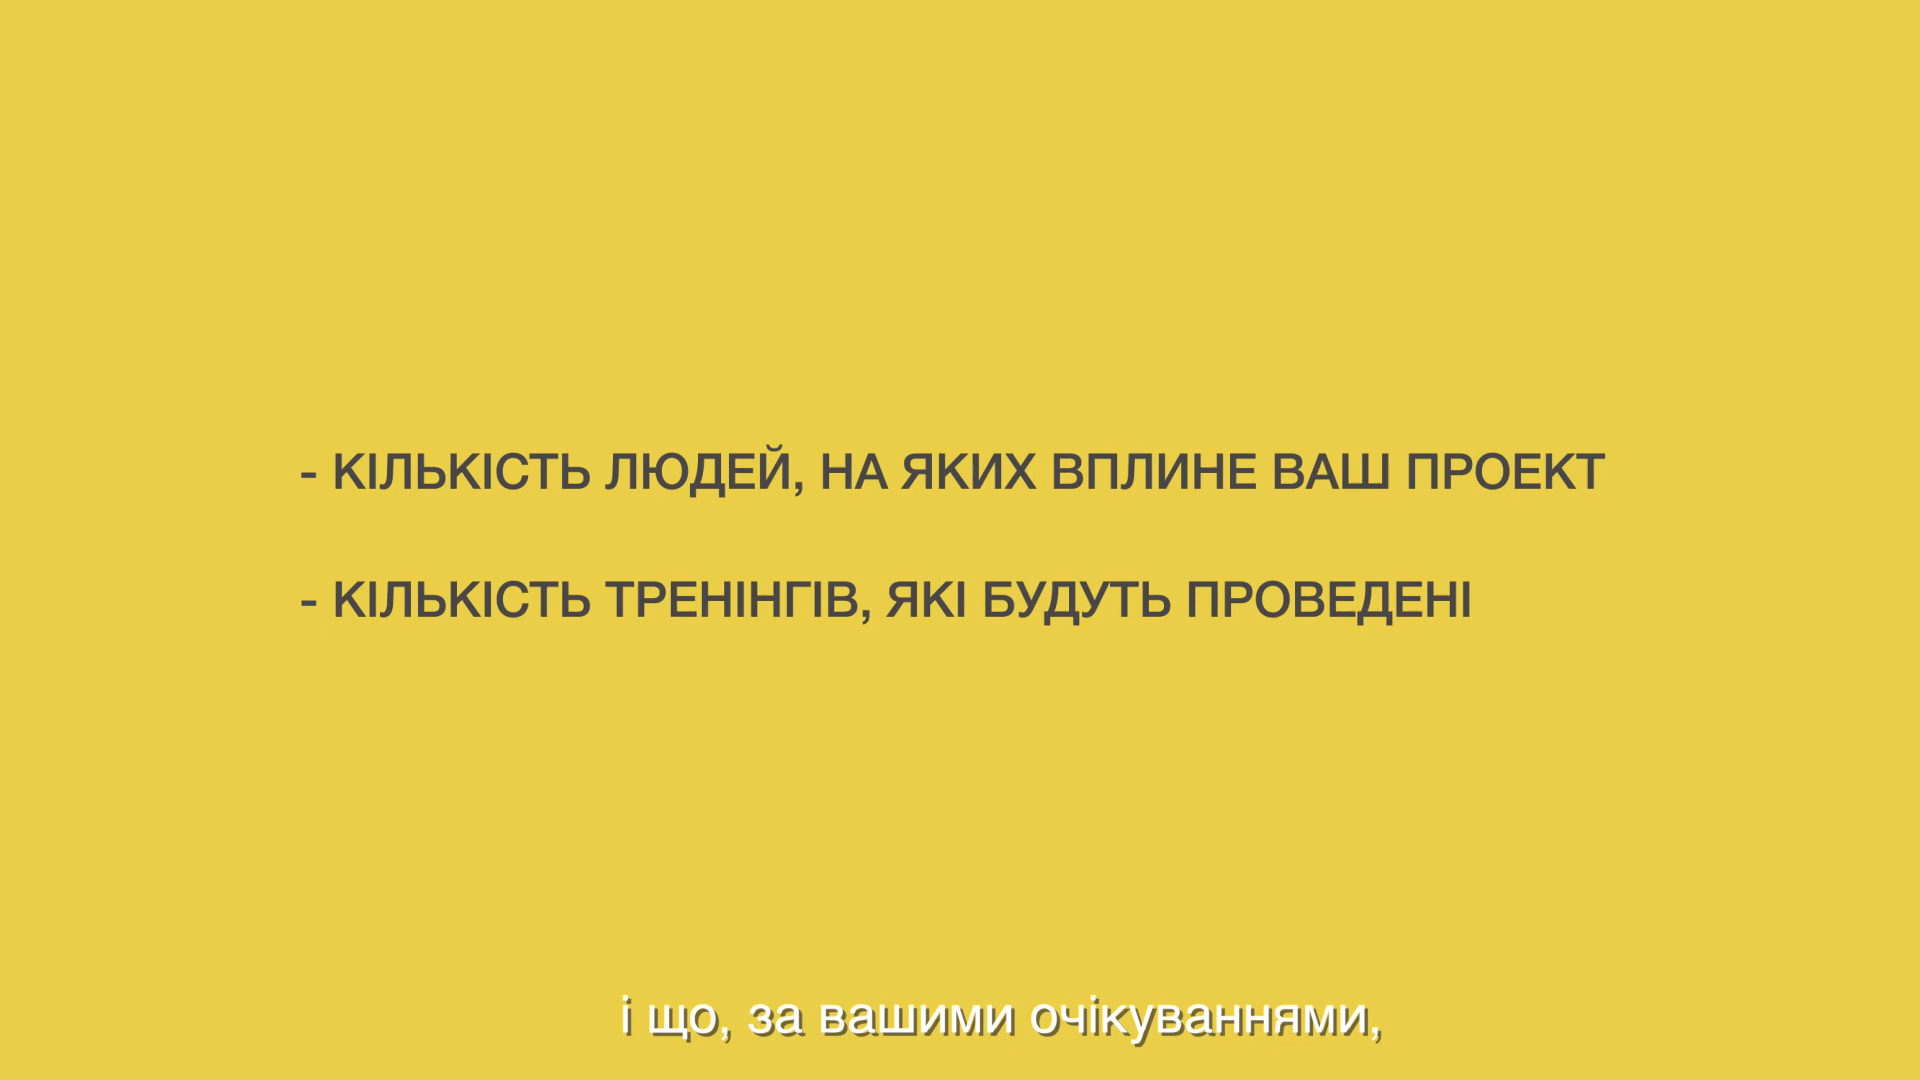 - КІЛЬКІСТЬ ЛЮДЕЙ, НА ЯКИХ ВПЛИНЕ ВАШ ПРОЕКТ
- КІЛЬКІСТЬ ТРЕНІНГІВ, ЯКІ БУДУТЬ ПРОВЕДЕНІ
і що, за вашими очікуваннями,